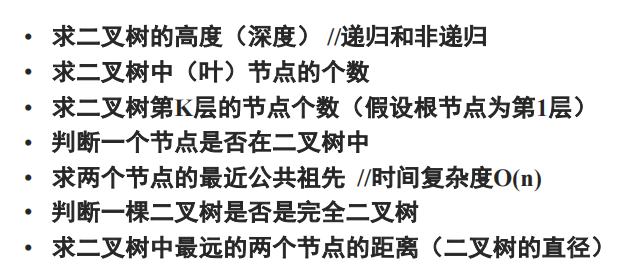 • 求二叉树的高度（深度） //递归和非递归
• 求二叉树中（叶）节点的个数
• 求二叉树第K层的节点个数（假设根节点为第1层）
• 判断一个节点是否在二叉树中
• 求两个节点的最近公共祖先 //时间复杂度O(n)
• 判断一棵二叉树是否是完全二叉树
• 求二叉树中最远的两个节点的距离（二叉树的直径）